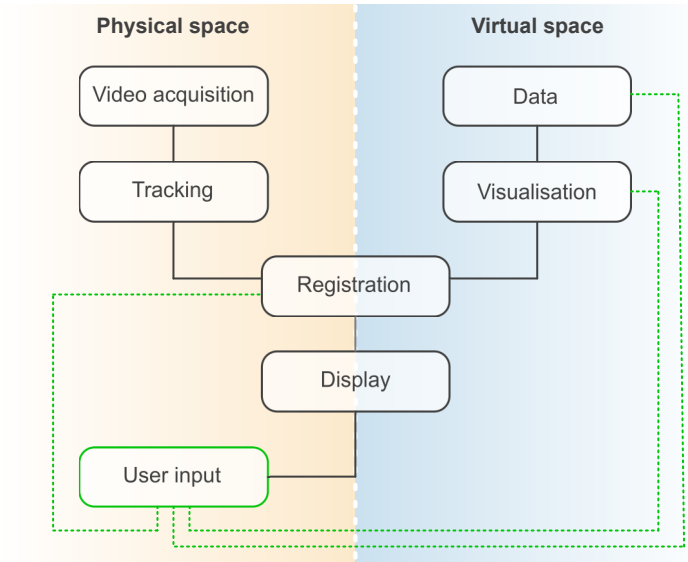 Physical space
Virtual space
Video acquisition
Data
Tracking
Visualisation
Registration
Display
User input